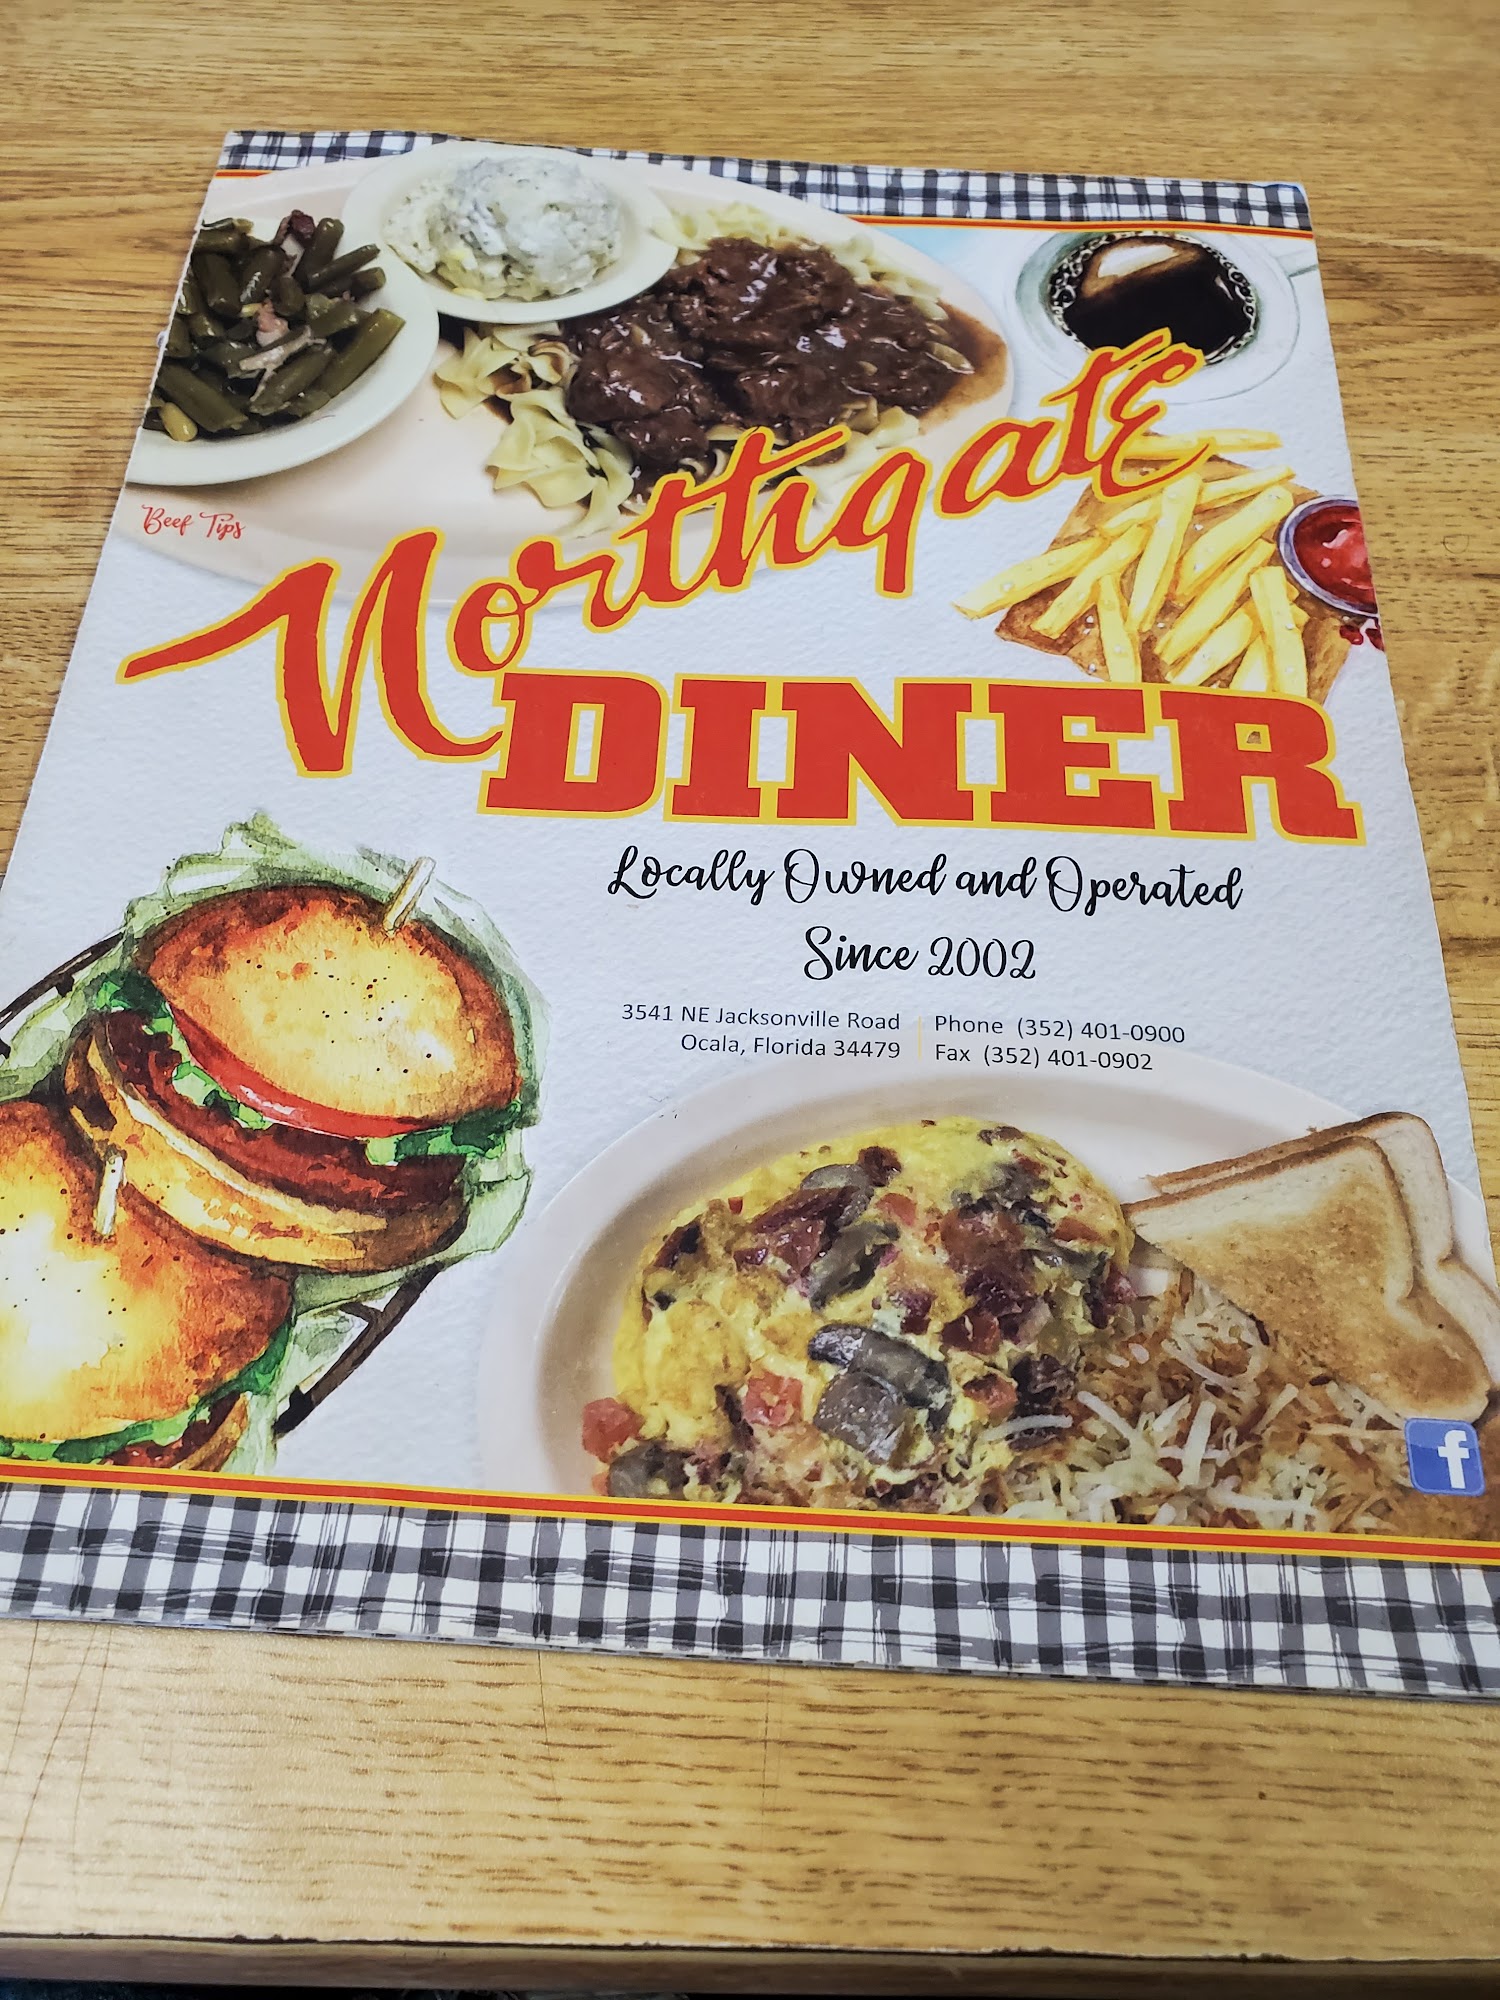 Beef Tips
Northgate
DINER
Locally Owned and Operated
Since 2002
3541 NE Jacksonville Road
Ocala, Florida 34479
Phone (352) 401-0900
Fax (352) 401-0902
f